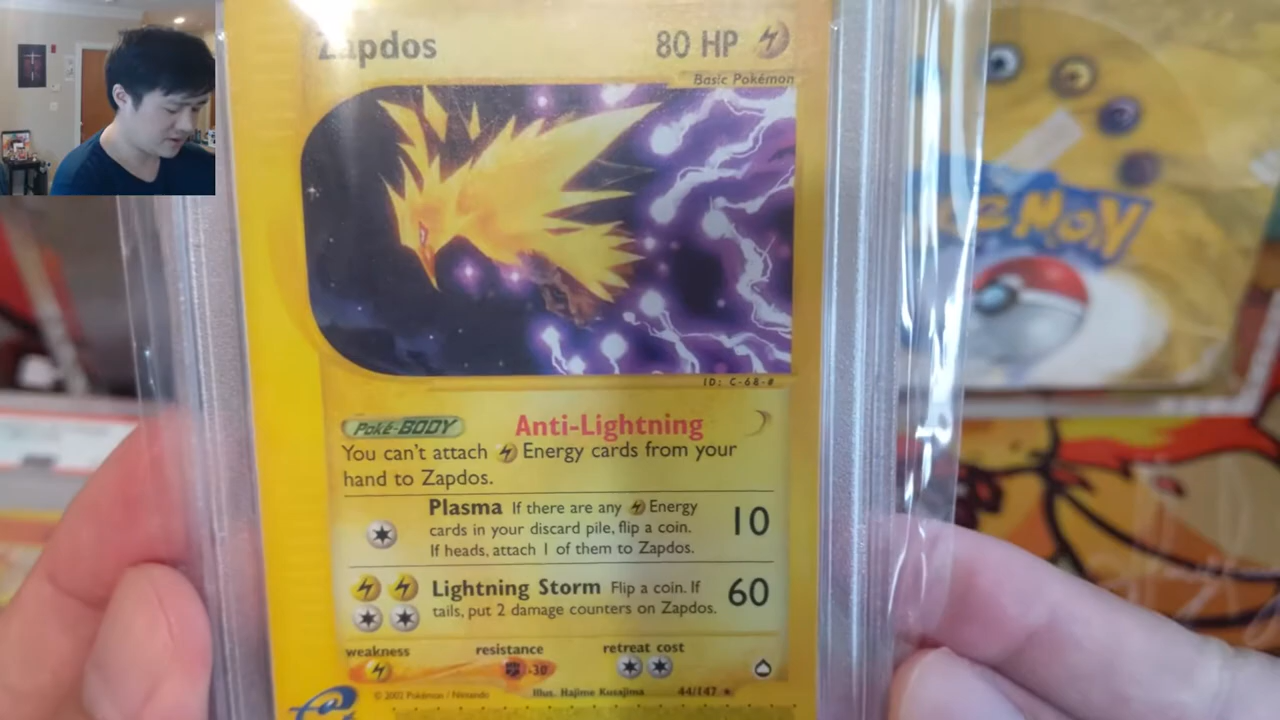 Zapdos 80 HP
Basic Pokémon
ID: C-68-#
Poké-BODY Anti-Lightning
You can't attach Energy cards from your
hand to Zapdos.
Plasma If there are any Energy
cards in your discard pile, flip a coin. 10
If heads, attach 1 of them to Zapdos.
Lightning Storm Flip a coin. If 60
tails, put 2 damage counters on Zapdos.
weakness resistance retreat cost
-30
© 2002 Pokémon / Nintendo Illus. Hajime Kusajima 44/147 ★